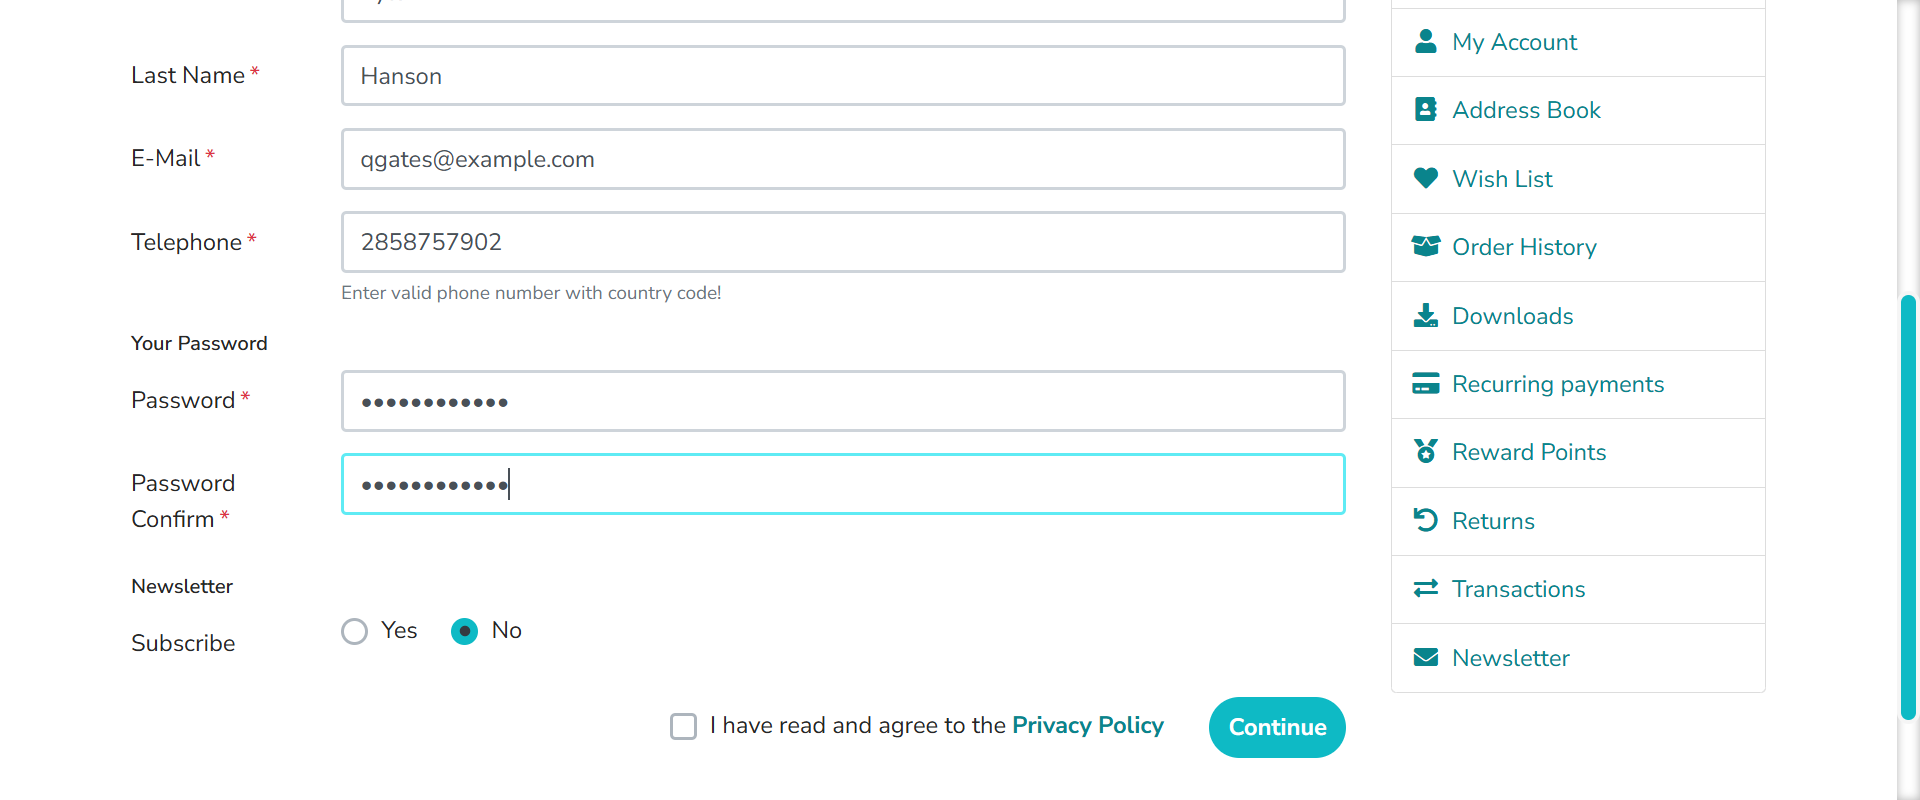 Last Name *
Hanson
E-Mail *
qgates@example.com
Telephone *
2858757902
Enter valid phone number with country code!
Your Password
Password *
••••••••••••
Password
Confirm *
••••••••••••
Newsletter
Subscribe
Yes
No
I have read and agree to the Privacy Policy
Continue
My Account
Address Book
Wish List
Order History
Downloads
Recurring payments
Reward Points
Returns
Transactions
Newsletter